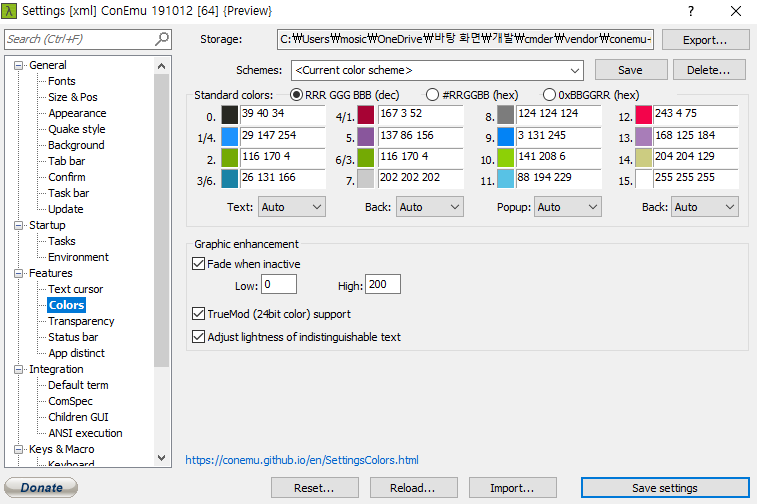 Settings [xml] ConEmu 191012 [64] {Preview}
Search (Ctrl+F)
General
Fonts
Size & Pos
Appearance
Quake style
Background
Tab bar
Confirm
Task bar
Update
Startup
Tasks
Environment
Features
Text cursor
Colors
Transparency
Status bar
App distinct
Integration
Default term
ComSpec
Children GUI
ANSI execution
Keys & Macro
Keyboard
Donate
Storage: C:₩Users₩mosic₩OneDrive₩바탕 화면₩개발₩cmder₩vendor₩conemu- Export...
Schemes: <Current color scheme> Save Delete...
Standard colors: RRR GGG BBB (dec) #RRGGBB (hex) 0xBBGGRR (hex)
0. 39 40 34 4/1. 167 3 52 8. 124 124 124 12. 243 4 75
1/4. 29 147 254 5. 137 86 156 9. 3 131 245 13. 168 125 184
2. 116 170 4 6/3. 116 170 4 10. 141 208 6 14. 204 204 129
3/6. 26 131 166 7. 202 202 202 11. 88 194 229 15. 255 255 255
Text: Auto Back: Auto Popup: Auto Back: Auto
Graphic enhancement
Fade when inactive
Low: 0 High: 200
TrueMod (24bit color) support
Adjust lightness of indistinguishable text
https://conemu.github.io/en/SettingsColors.html
Reset... Reload... Import... Save settings